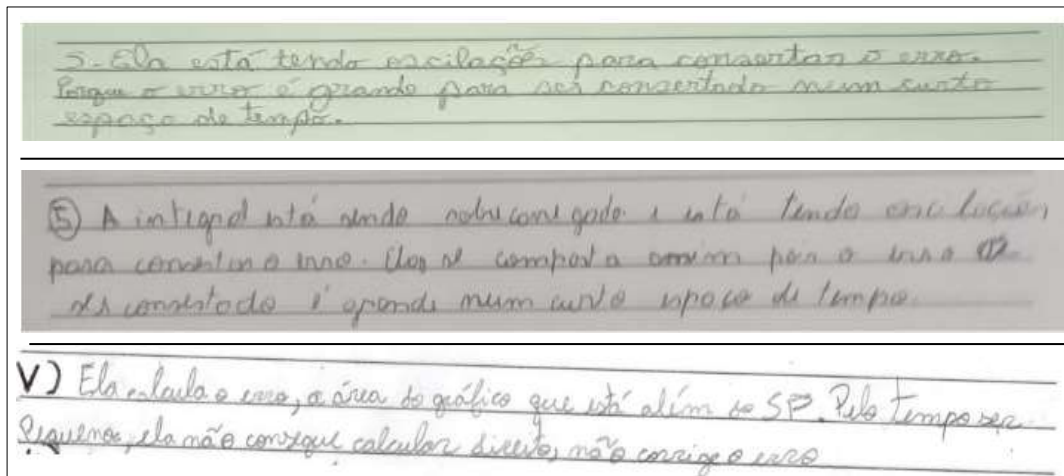 5-Ela está tendo oscilações para consertar o erro.
Porque o erro é grande para ser consertado num curto
espaço de tempo.
⑤ A integral está sendo sobrecarregada e está tendo oscilações
para consertar o erro. Ela se comporta assim pois o erro a
ser consertado é grande num curto espaço de tempo.
V) Ela calcula o erro, a área do gráfico que está além do SP. Pelo tempo ser
pequeno, ela não consegue calcular direito, não corrige o erro